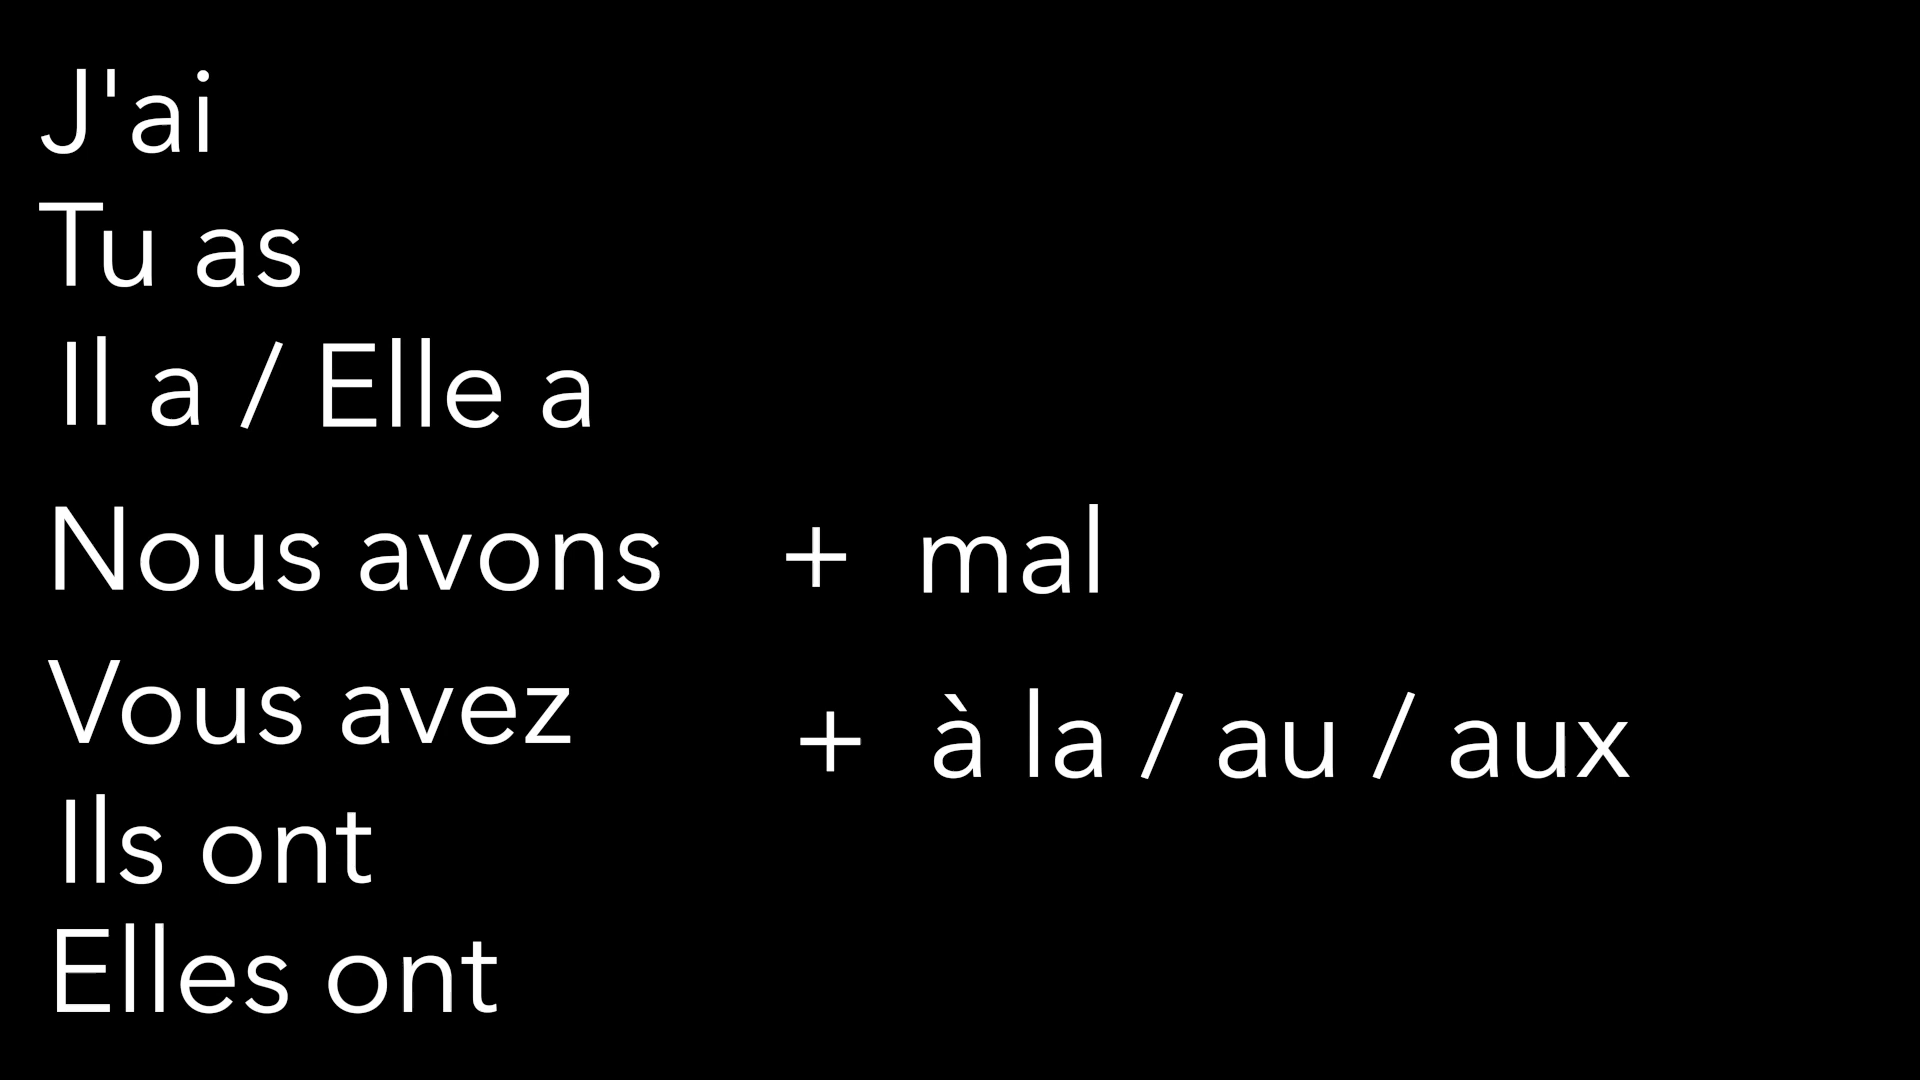 J'ai
Tu as
Il a / Elle a
Nous avons + mal
Vous avez + à la / au / aux
Ils ont
Elles ont